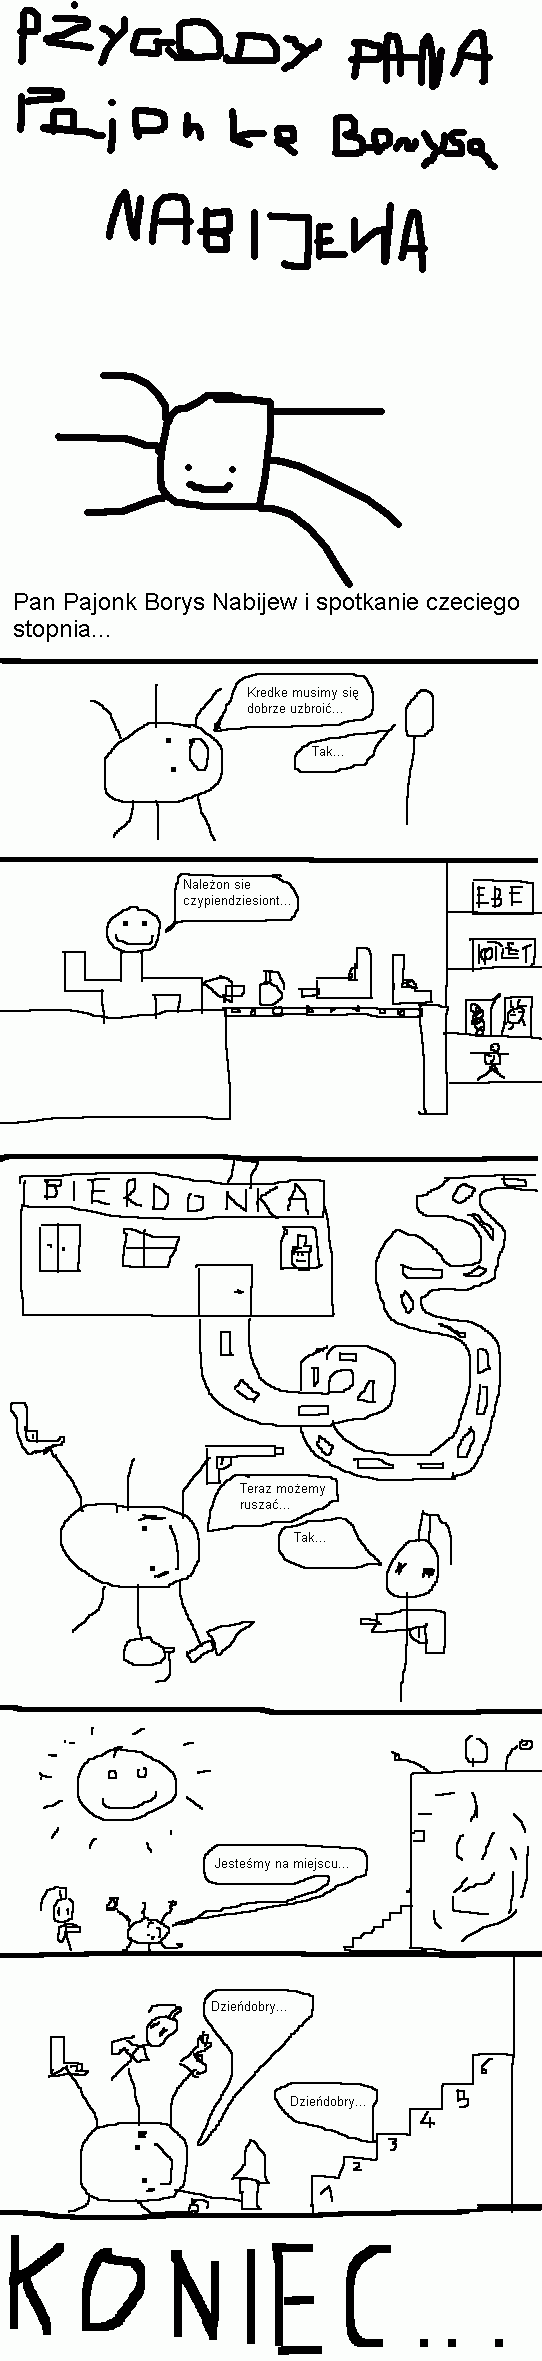 PŻYGODY PANA
PajOnka Borysa
NABIJEWA
Pan Pajonk Borys Nabijew i spotkanie czeciego
stopnia...
Kredke musimy się
dobrze uzbroić...
Tak...
Należon sie
czypiendziesiont...
EBE
BIERDONKA
Teraz możemy
ruszać...
Tak...
Jesteśmy na miejscu...
Dzieńdobry...
Dzieńdobry...
6
5
4
3
2
1
KONIEC...